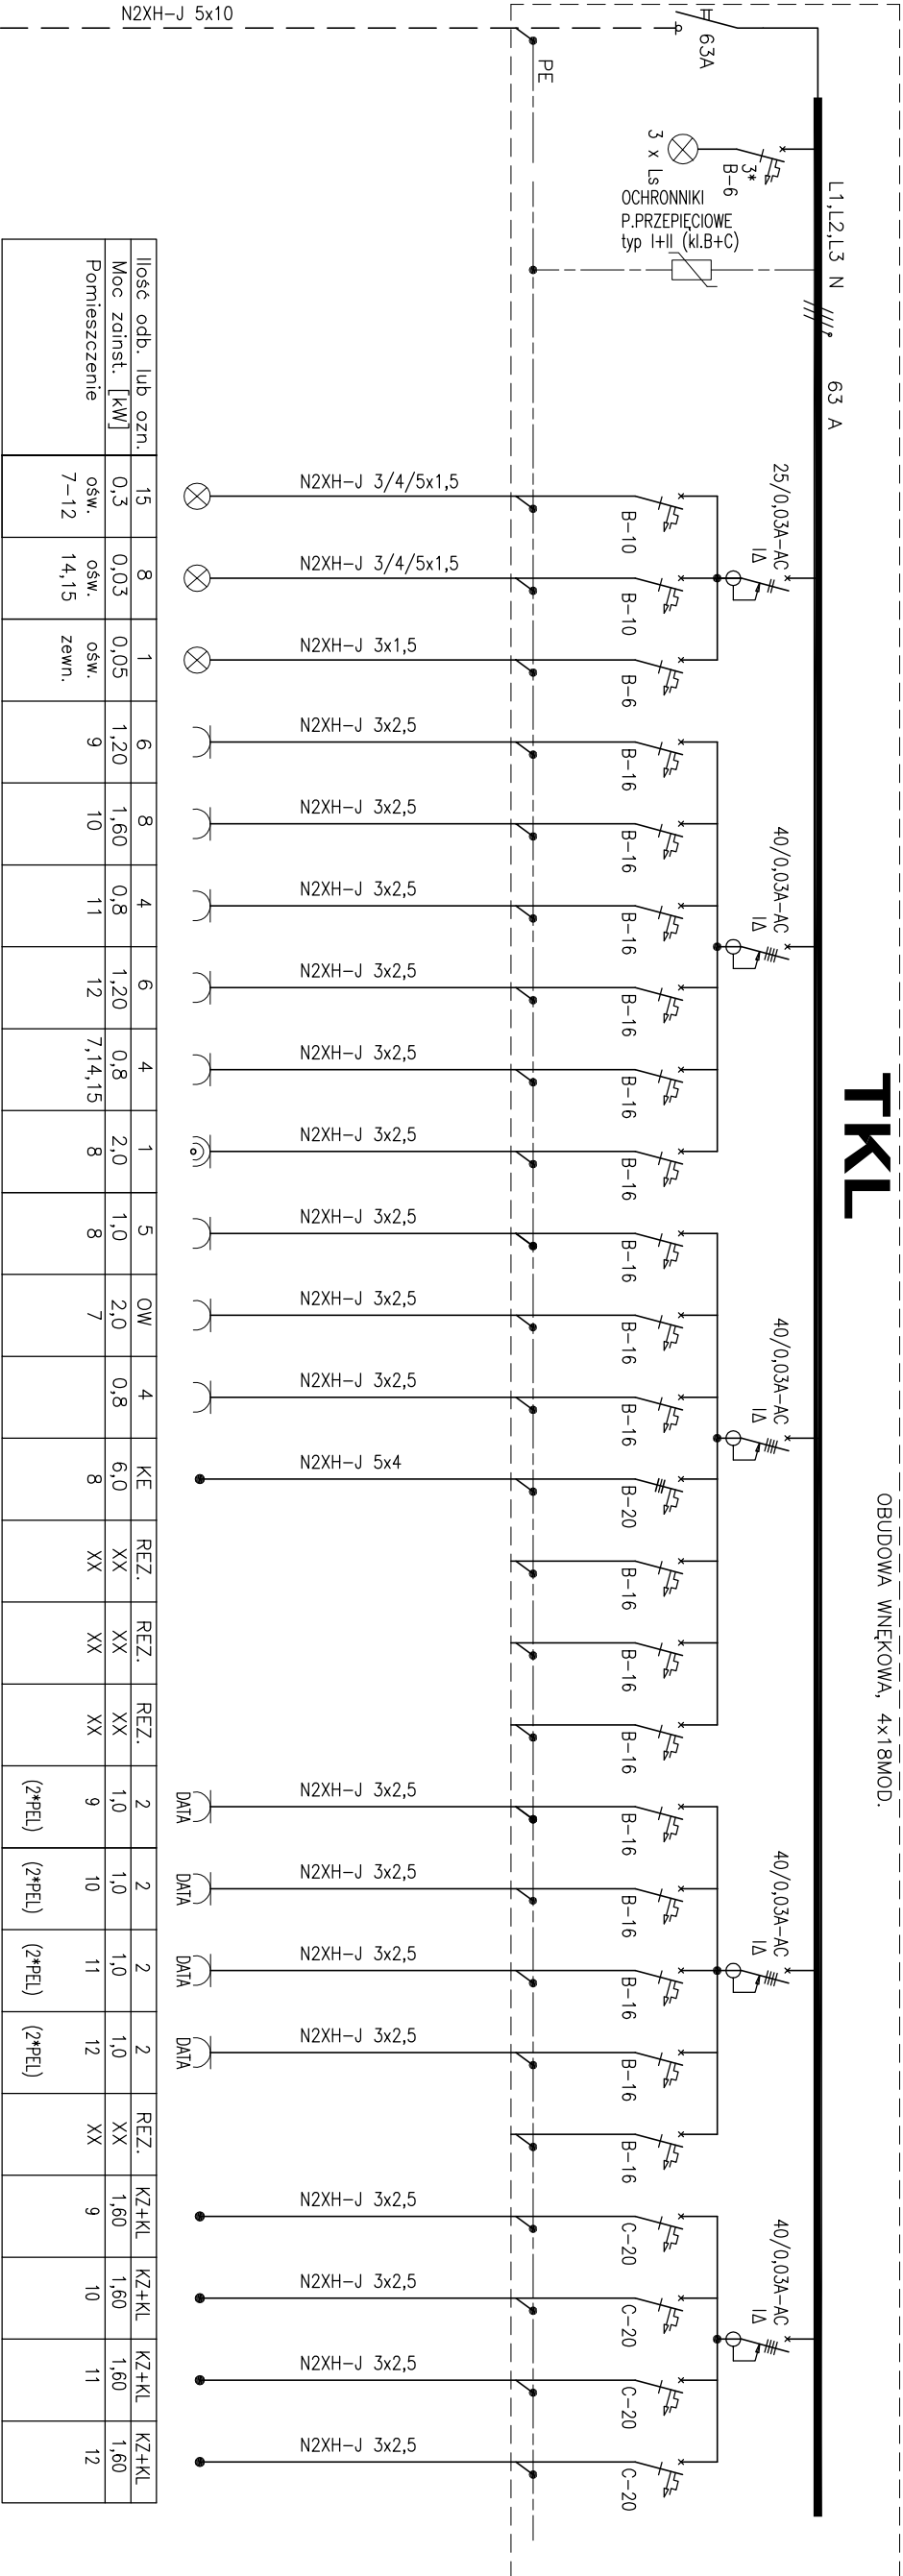 TKL
OBUDOWA WNĘKOWA, 4x18MOD.
L1,L2,L3 N
63 A
N2XH-J 5x10
63A
PE
3*
B-6
3 x Ls
OCHRONNIKI
P.PRZEPIĘCIOWE
typ I+II (kl.B+C)
25/0,03A-AC
IΔ
40/0,03A-AC
IΔ
40/0,03A-AC
IΔ
40/0,03A-AC
IΔ
40/0,03A-AC
IΔ
B-10
B-10
B-6
B-16
B-16
B-16
B-16
B-16
B-16
B-16
B-16
B-16
B-20
B-16
B-16
B-16
B-16
B-16
B-16
B-16
B-16
C-20
C-20
C-20
C-20
N2XH-J 3/4/5x1,5
N2XH-J 3/4/5x1,5
N2XH-J 3x1,5
N2XH-J 3x2,5
N2XH-J 3x2,5
N2XH-J 3x2,5
N2XH-J 3x2,5
N2XH-J 3x2,5
N2XH-J 3x2,5
N2XH-J 3x2,5
N2XH-J 3x2,5
N2XH-J 3x2,5
N2XH-J 5x4
N2XH-J 3x2,5
N2XH-J 3x2,5
N2XH-J 3x2,5
N2XH-J 3x2,5
N2XH-J 3x2,5
N2XH-J 3x2,5
N2XH-J 3x2,5
N2XH-J 3x2,5
DATA
DATA
DATA
DATA
Ilość odb. lub ozn. 15 8 1 6 8 4 6 4 1 5 OW 4 KE REZ. REZ. REZ. 2 2 2 2 REZ. KZ+KL KZ+KL KZ+KL KZ+KL
Moc zainst. [kW] 0,3 0,03 0,05 1,20 1,60 0,8 1,20 0,8 2,0 1,0 2,0 0,8 6,0 XX XX XX 1,0 1,0 1,0 1,0 XX 1,60 1,60 1,60 1,60
Pomieszczenie ośw. ośw. ośw. 9 10 11 12 7,14,15 8 8 7 8 XX XX XX 9 10 11 12 XX 9 10 11 12
7-12 14,15 zewn.
(2*PEL) (2*PEL) (2*PEL) (2*PEL)